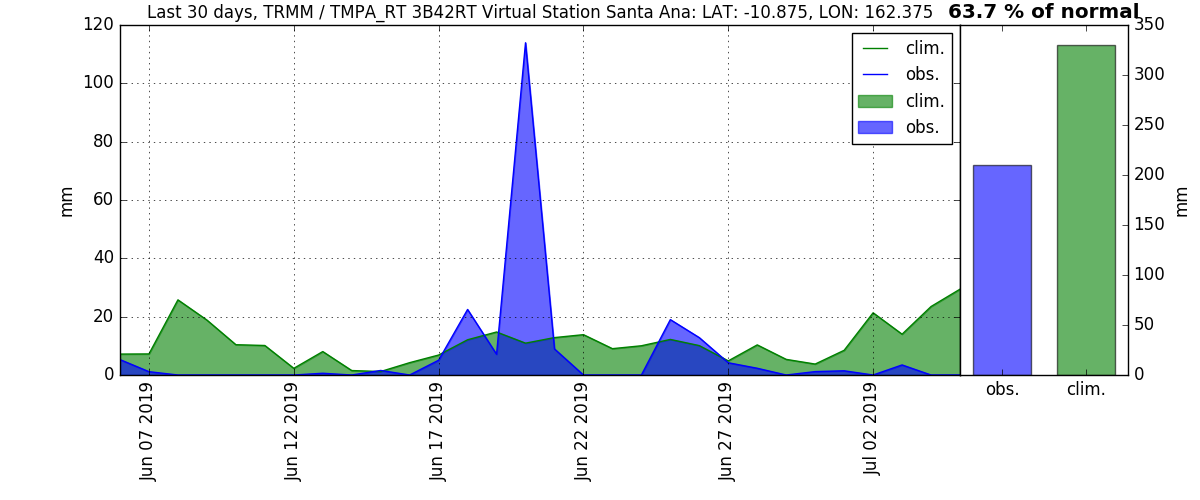 Last 30 days, TRMM / TMPA_RT 3B42RT Virtual Station Santa Ana: LAT: -10.875, LON: 162.375
63.7 % of normal
120
100
80
60
40
20
0
mm
clim.
obs.
clim.
obs.
Jun 07 2019
Jun 12 2019
Jun 17 2019
Jun 22 2019
Jun 27 2019
Jul 02 2019
350
300
250
200
150
100
50
0
mm
obs.
clim.